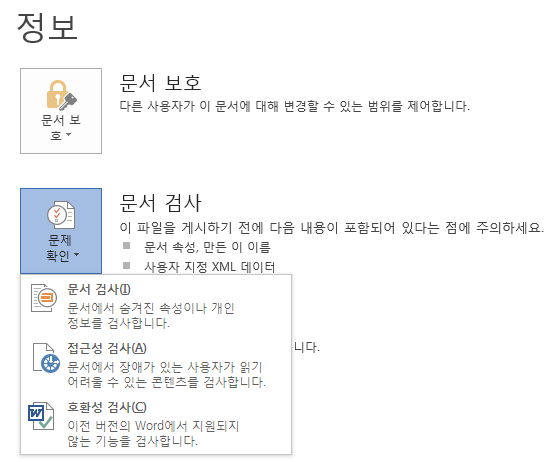 정보
문서 보호
다른 사용자가 이 문서에 대해 변경할 수 있는 범위를 제어합니다.
문서 보
호
문서 검사
이 파일을 게시하기 전에 다음 내용이 포함되어 있다는 점에 주의하세요.
문제
확인
문서 속성, 만든 이 이름
사용자 지정 XML 데이터
문서 검사(I)
문서에서 숨겨진 속성이나 개인
정보를 검사합니다.
니다.
접근성 검사(A)
문서에서 장애가 있는 사용자가 읽기
어려울 수 있는 콘텐츠를 검사합니다.
호환성 검사(C)
이전 버전의 Word에서 지원되지
않는 기능을 검사합니다.